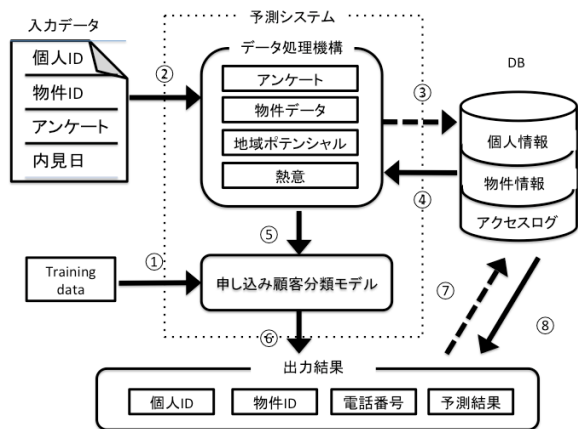 予測システム
入力データ
個人ID
物件ID
アンケート
内見日
②
データ処理機構
アンケート
物件データ
地域ポテンシャル
熱意
③
④
DB
個人情報
物件情報
アクセスログ
⑤
Training
data
①
申し込み顧客分類モデル
⑥
⑦
⑧
出力結果
個人ID
物件ID
電話番号
予測結果